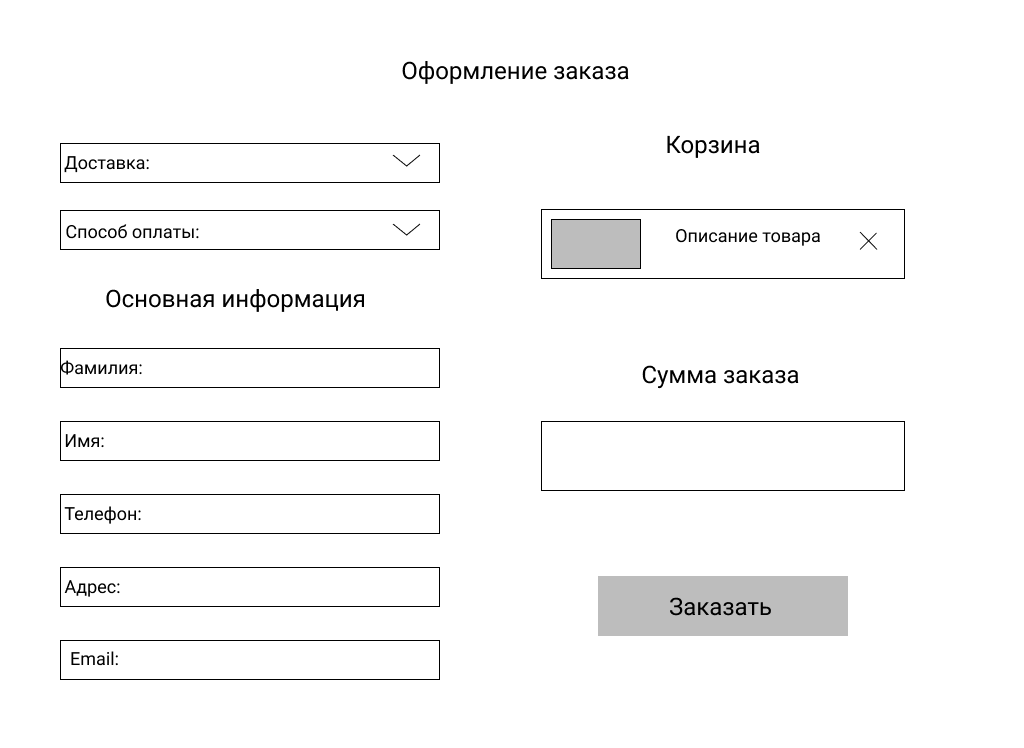 Оформление заказа
Доставка:
Способ оплаты:
Основная информация
Фамилия:
Имя:
Телефон:
Адрес:
Email:
Корзина
Описание товара
Сумма заказа
Заказать